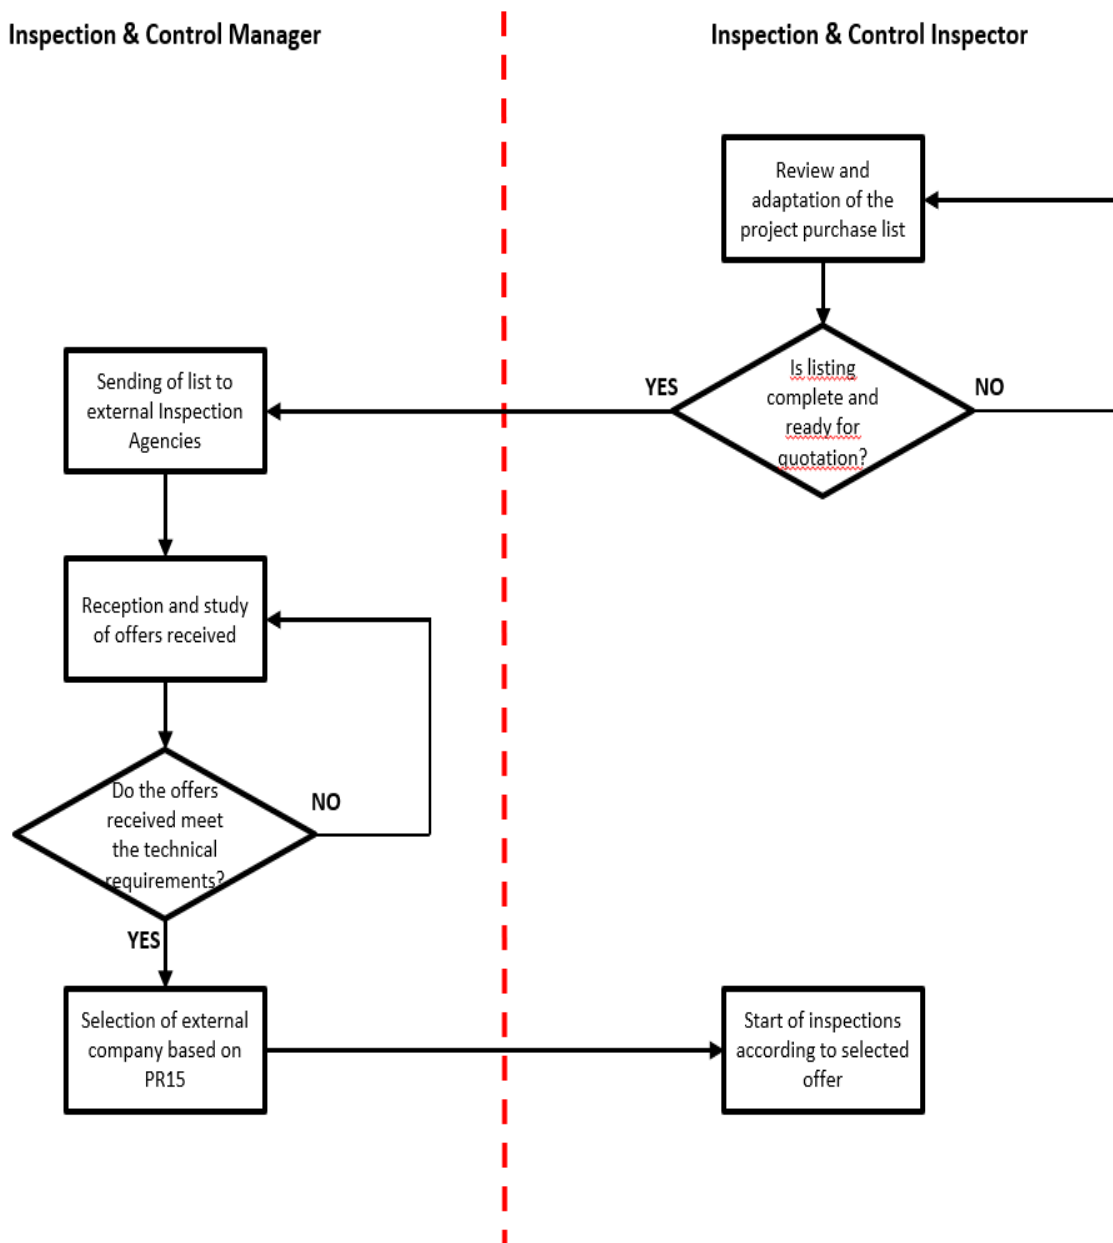 Inspection & Control Manager
Inspection & Control Inspector
Review and
adaptation of the
project purchase list
Is listing
complete and
ready for
quotation?
YES
NO
Sending of list to
external Inspection
Agencies
Reception and study
of offers received
Do the offers
received meet
the technical
requirements?
NO
YES
Selection of external
company based on
PR15
Start of inspections
according to selected
offer